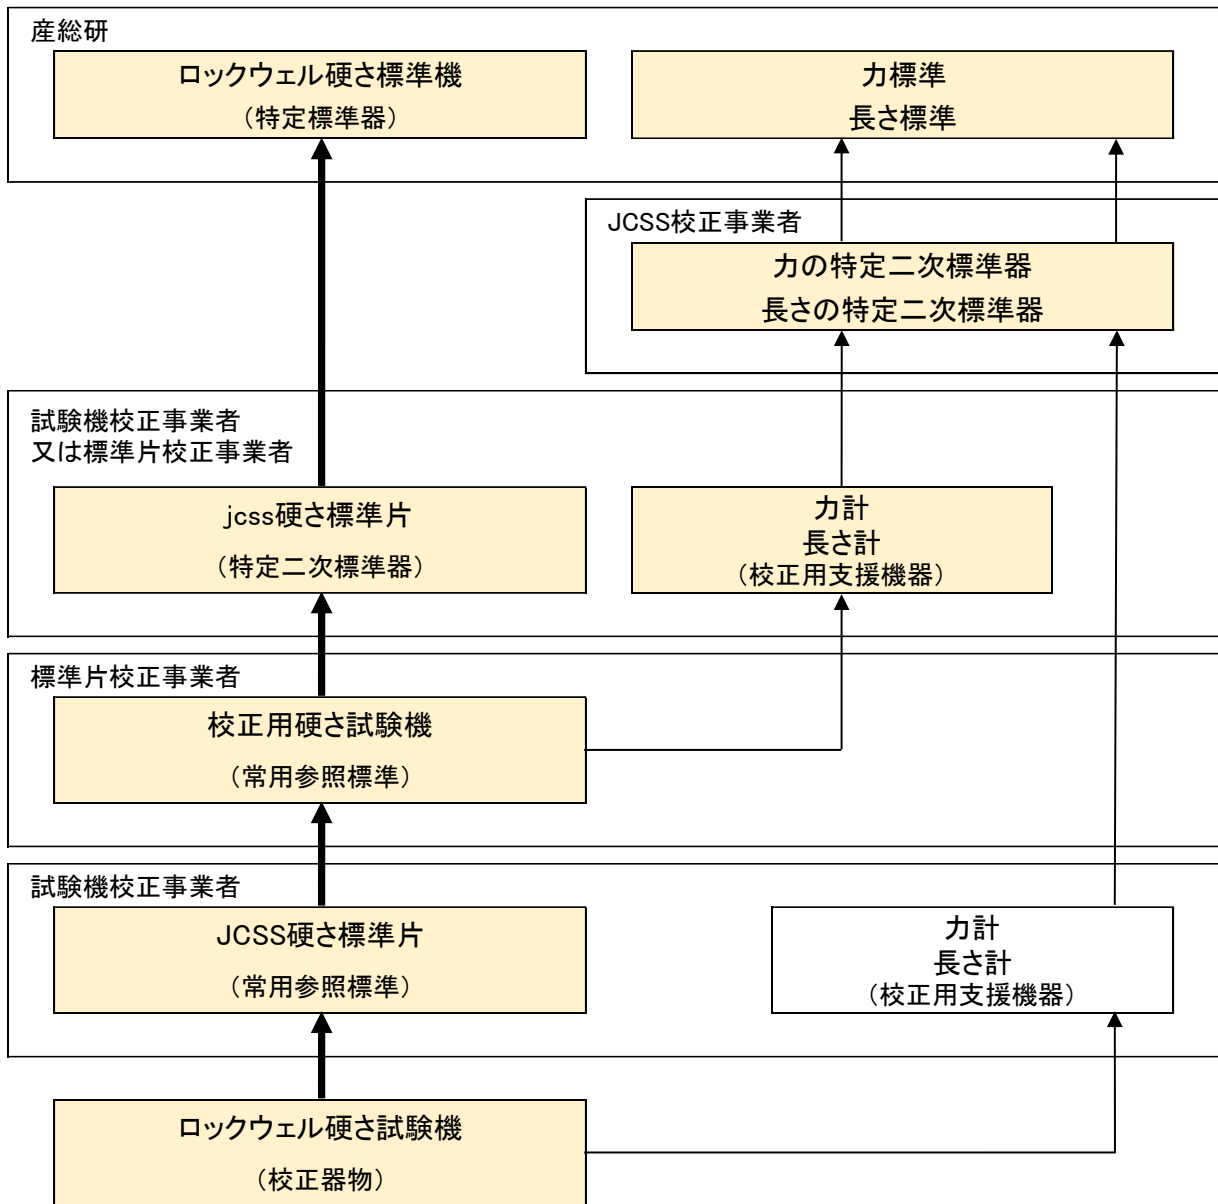 産総研
ロックウェル硬さ標準機
（特定標準器）
力標準
長さ標準
JCSS校正事業者
力の特定二次標準器
長さの特定二次標準器
試験機校正事業者
又は標準片校正事業者
jcss硬さ標準片
（特定二次標準器）
力計
長さ計
（校正用支援機器）
標準片校正事業者
校正用硬さ試験機
（常用参照標準）
試験機校正事業者
JCSS硬さ標準片
（常用参照標準）
力計
長さ計
（校正用支援機器）
ロックウェル硬さ試験機
（校正器物）